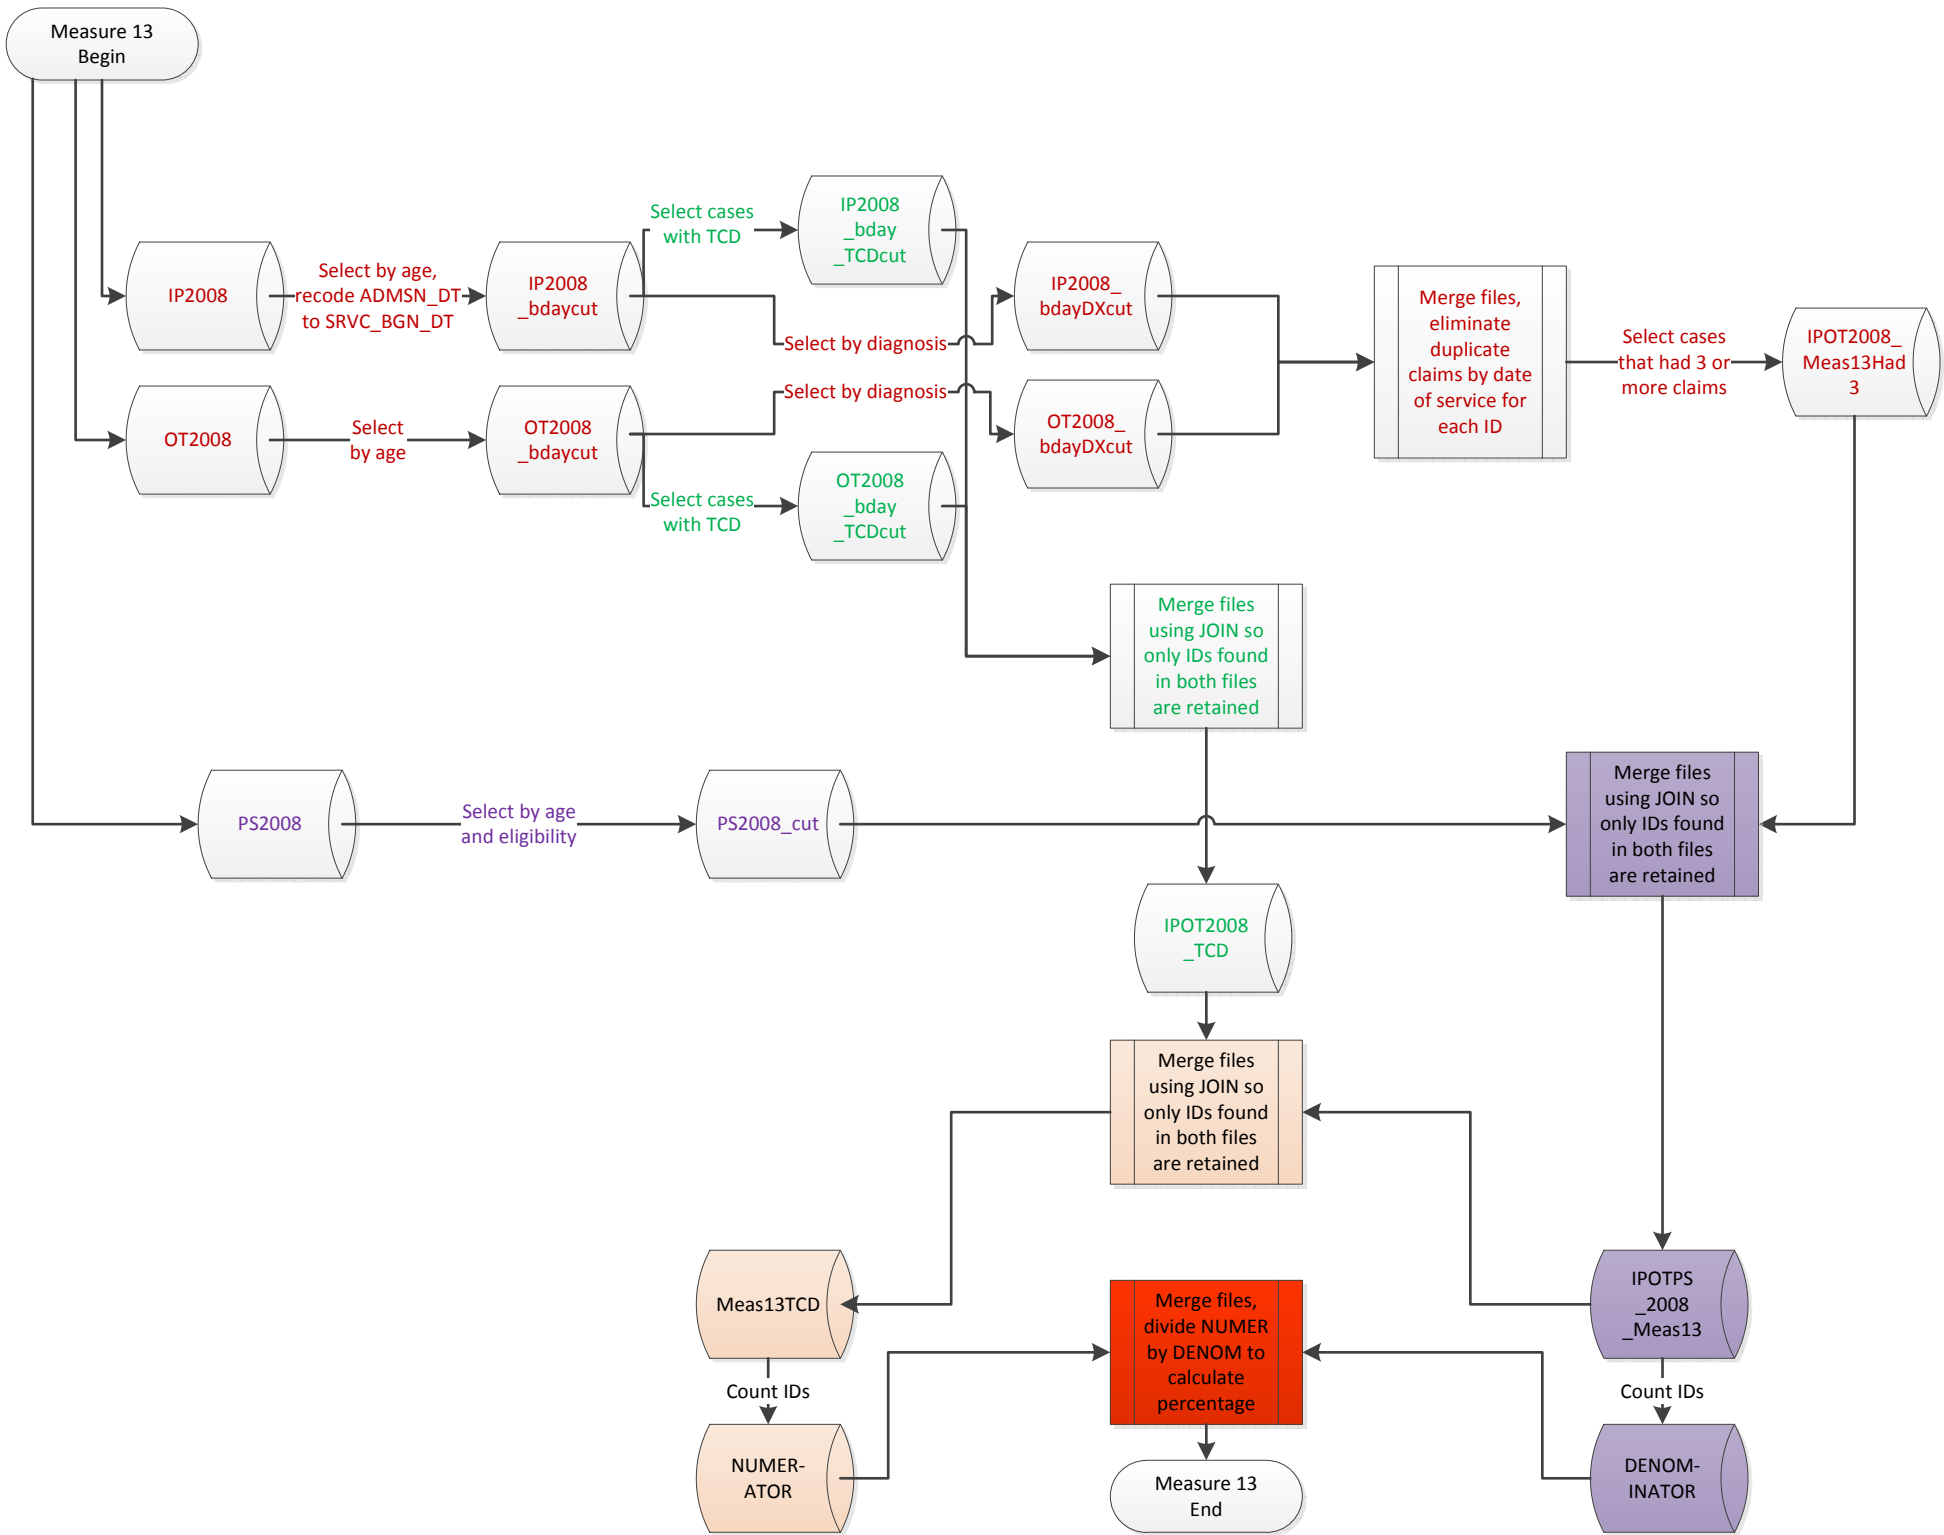 Measure 13
Begin
IP2008
Select by age,
recode ADMSN_DT
to SRVC_BGN_DT
IP2008
_bdaycut
Select cases
with TCD
IP2008
_bday
_TCDcut
Select by diagnosis
IP2008_
bdayDXcut
OT2008
Select
by age
OT2008
_bdaycut
Select by diagnosis
OT2008_
bdayDXcut
Select cases
with TCD
OT2008
_bday
_TCDcut
Merge files,
eliminate
duplicate
claims by date
of service for
each ID
Select cases
that had 3 or
more claims
IPOT2008_
Meas13Had
3
Merge files
using JOIN so
only IDs found
in both files
are retained
PS2008
Select by age
and eligibility
PS2008_cut
Merge files
using JOIN so
only IDs found
in both files
are retained
IPOT2008
_TCD
Merge files
using JOIN so
only IDs found
in both files
are retained
Meas13TCD
Count IDs
NUMER-
ATOR
Merge files,
divide NUMER
by DENOM to
calculate
percentage
IPOTPS
_2008
_Meas13
Count IDs
DENOM-
INATOR
Measure 13
End